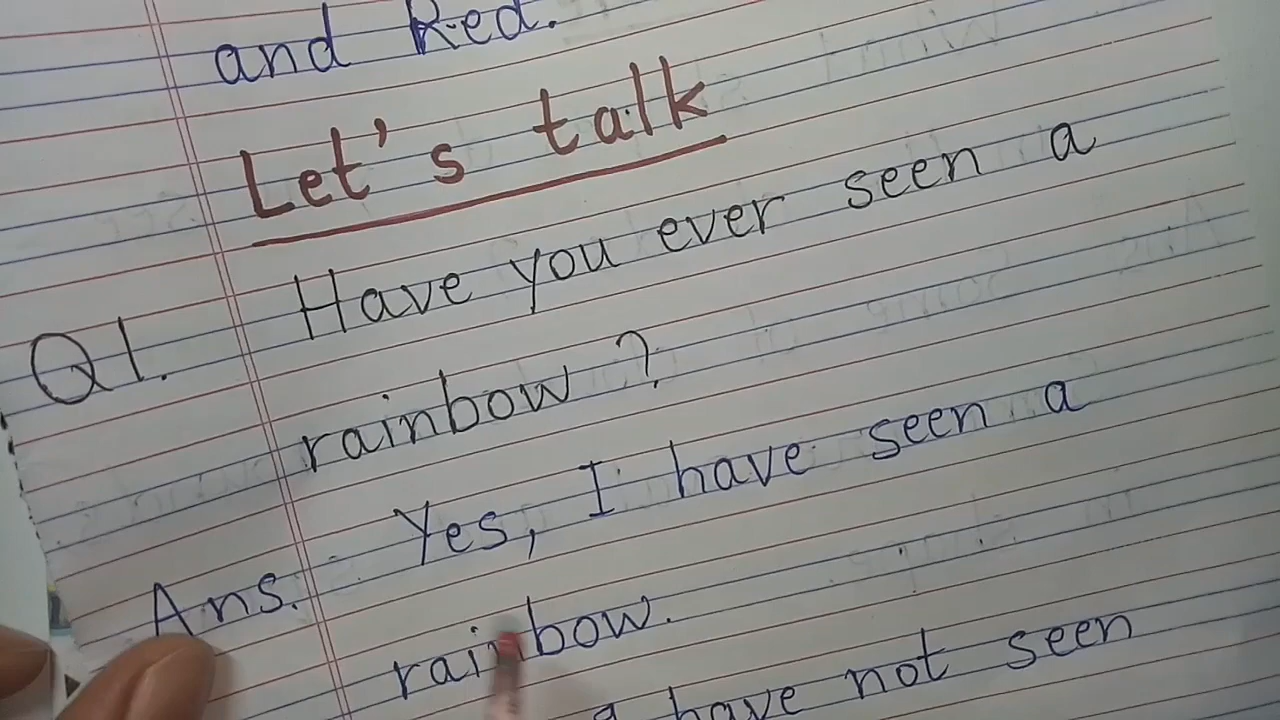 and Red.
Let's talk
Q1. Have you ever seen a
rainbow?
Ans. Yes, I have seen a
rainbow.
have not seen